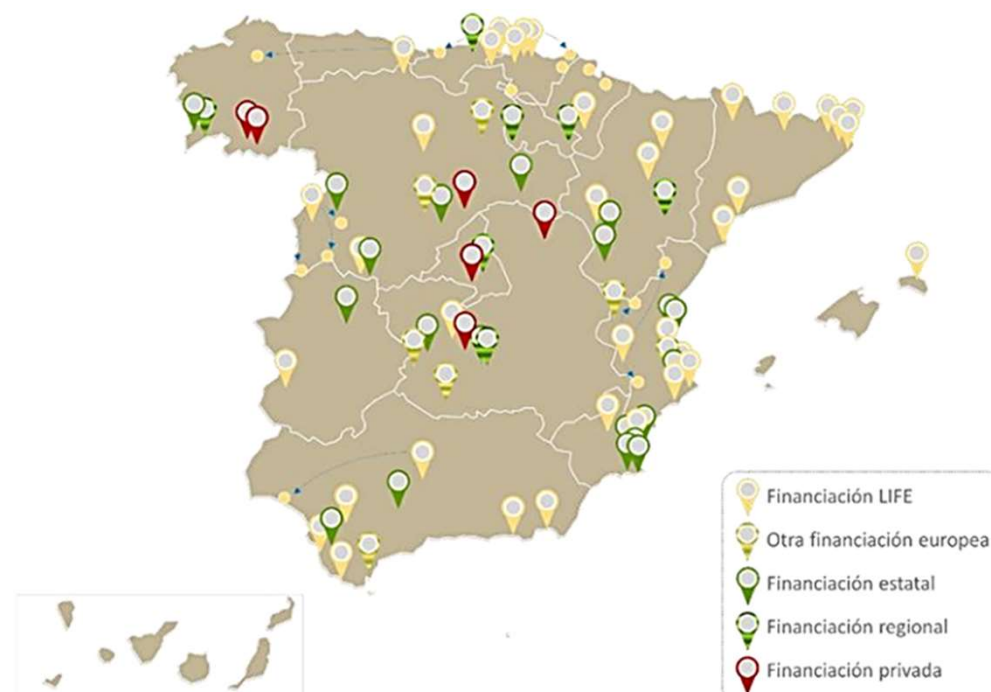 Financiación LIFE
Otra financiación europea
Financiación estatal
Financiación regional
Financiación privada